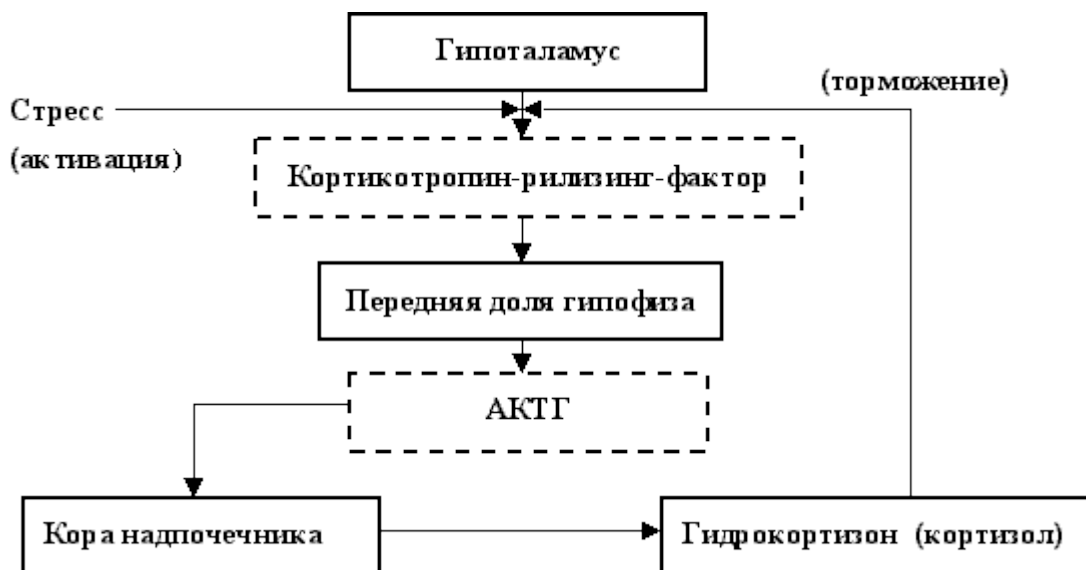 Гипоталамус
(торможение)
Стресс
(активация)
Кортикотропин-рилизинг-фактор
Передняя доля гипофиза
АКТГ
Кора надпочечника
Гидрокортизон (кортизол)